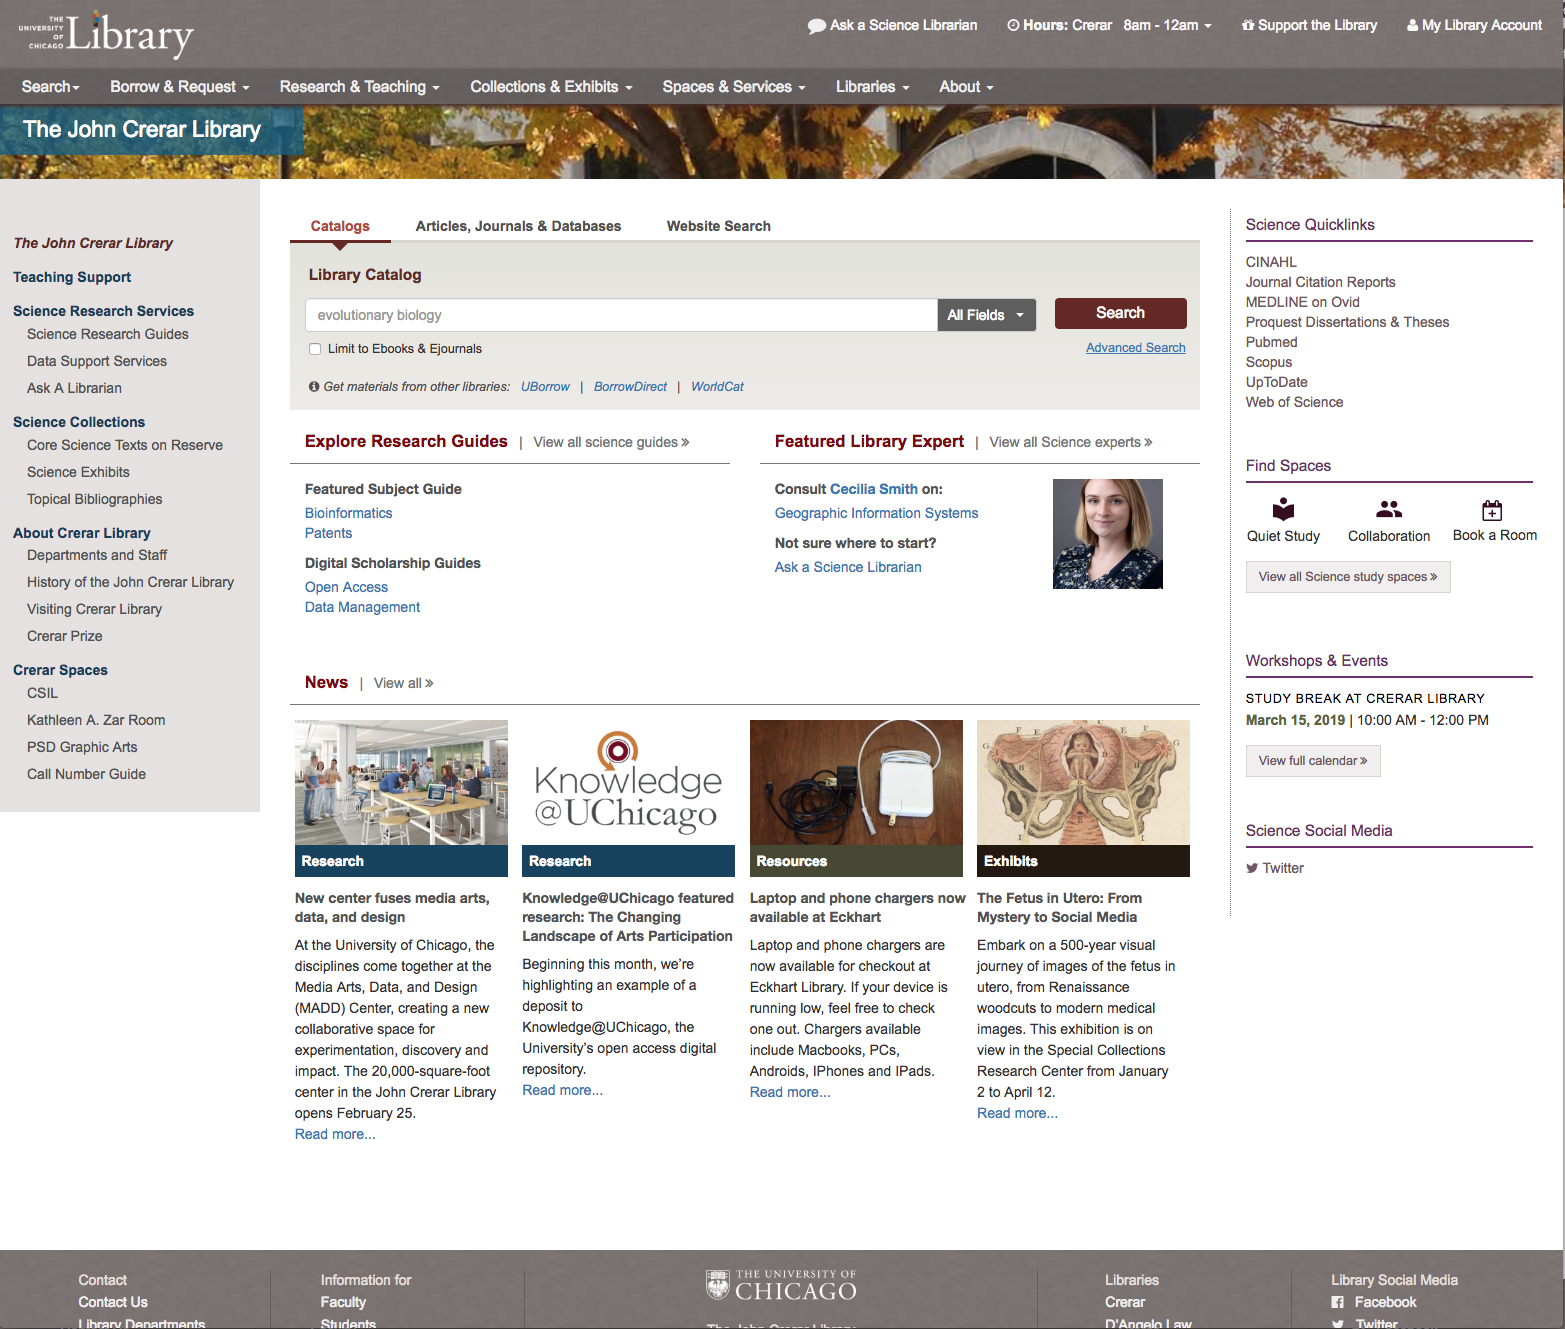 THE UNIVERSITY OF CHICAGO Library
Ask a Science Librarian
Hours: Crerar 8am - 12am
Support the Library
My Library Account
Search
Borrow & Request
Research & Teaching
Collections & Exhibits
Spaces & Services
Libraries
About
The John Crerar Library
The John Crerar Library
Teaching Support
Science Research Services
Science Research Guides
Data Support Services
Ask A Librarian
Science Collections
Core Science Texts on Reserve
Science Exhibits
Topical Bibliographies
About Crerar Library
Departments and Staff
History of the John Crerar Library
Visiting Crerar Library
Crerar Prize
Crerar Spaces
CSIL
Kathleen A. Zar Room
PSD Graphic Arts
Call Number Guide
Catalogs
Articles, Journals & Databases
Website Search
Library Catalog
evolutionary biology
All Fields
Search
Limit to Ebooks & Ejournals
Advanced Search
Get materials from other libraries: UBorrow | BorrowDirect | WorldCat
Explore Research Guides | View all science guides »
Featured Subject Guide
Bioinformatics
Patents
Digital Scholarship Guides
Open Access
Data Management
Featured Library Expert | View all Science experts »
Consult Cecilia Smith on:
Geographic Information Systems
Not sure where to start?
Ask a Science Librarian
News | View all »
Research
New center fuses media arts,
data, and design
At the University of Chicago, the
disciplines come together at the
Media Arts, Data, and Design
(MADD) Center, creating a new
collaborative space for
experimentation, discovery and
impact. The 20,000-square-foot
center in the John Crerar Library
opens February 25.
Read more...
Knowledge
@UChicago
Research
Knowledge@UChicago featured
research: The Changing
Landscape of Arts Participation
Beginning this month, we're
highlighting an example of a
deposit to
Knowledge@UChicago, the
University's open access digital
repository.
Read more...
Resources
Laptop and phone chargers now
available at Eckhart
Laptop and phone chargers are
now available for checkout at
Eckhart Library. If your device is
running low, feel free to check
one out. Chargers available
include Macbooks, PCs,
Androids, IPhones and IPads.
Read more...
Exhibits
The Fetus in Utero: From
Mystery to Social Media
Embark on a 500-year visual
journey of images of the fetus in
utero, from Renaissance
woodcuts to modern medical
images. This exhibition is on
view in the Special Collections
Research Center from January
2 to April 12.
Read more...
Science Quicklinks
CINAHL
Journal Citation Reports
MEDLINE on Ovid
Proquest Dissertations & Theses
Pubmed
Scopus
UpToDate
Web of Science
Find Spaces
Quiet Study
Collaboration
Book a Room
View all Science study spaces »
Workshops & Events
STUDY BREAK AT CRERAR LIBRARY
March 15, 2019 | 10:00 AM - 12:00 PM
View full calendar »
Science Social Media
Twitter
Contact
Contact Us
Library Departments
Information for
Faculty
Students
THE UNIVERSITY OF
CHICAGO
The John Crerar Library
Libraries
Crerar
D'Angelo Law
Library Social Media
Facebook
Twitter